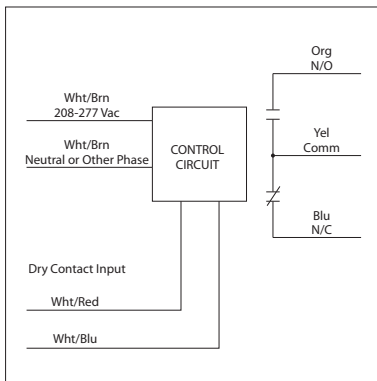 Org
N/O
Wht/Brn
208-277 Vac
Yel
Comm
Wht/Brn
Neutral or Other Phase
CONTROL
CIRCUIT
Blu
N/C
Dry Contact Input
Wht/Red
Wht/Blu